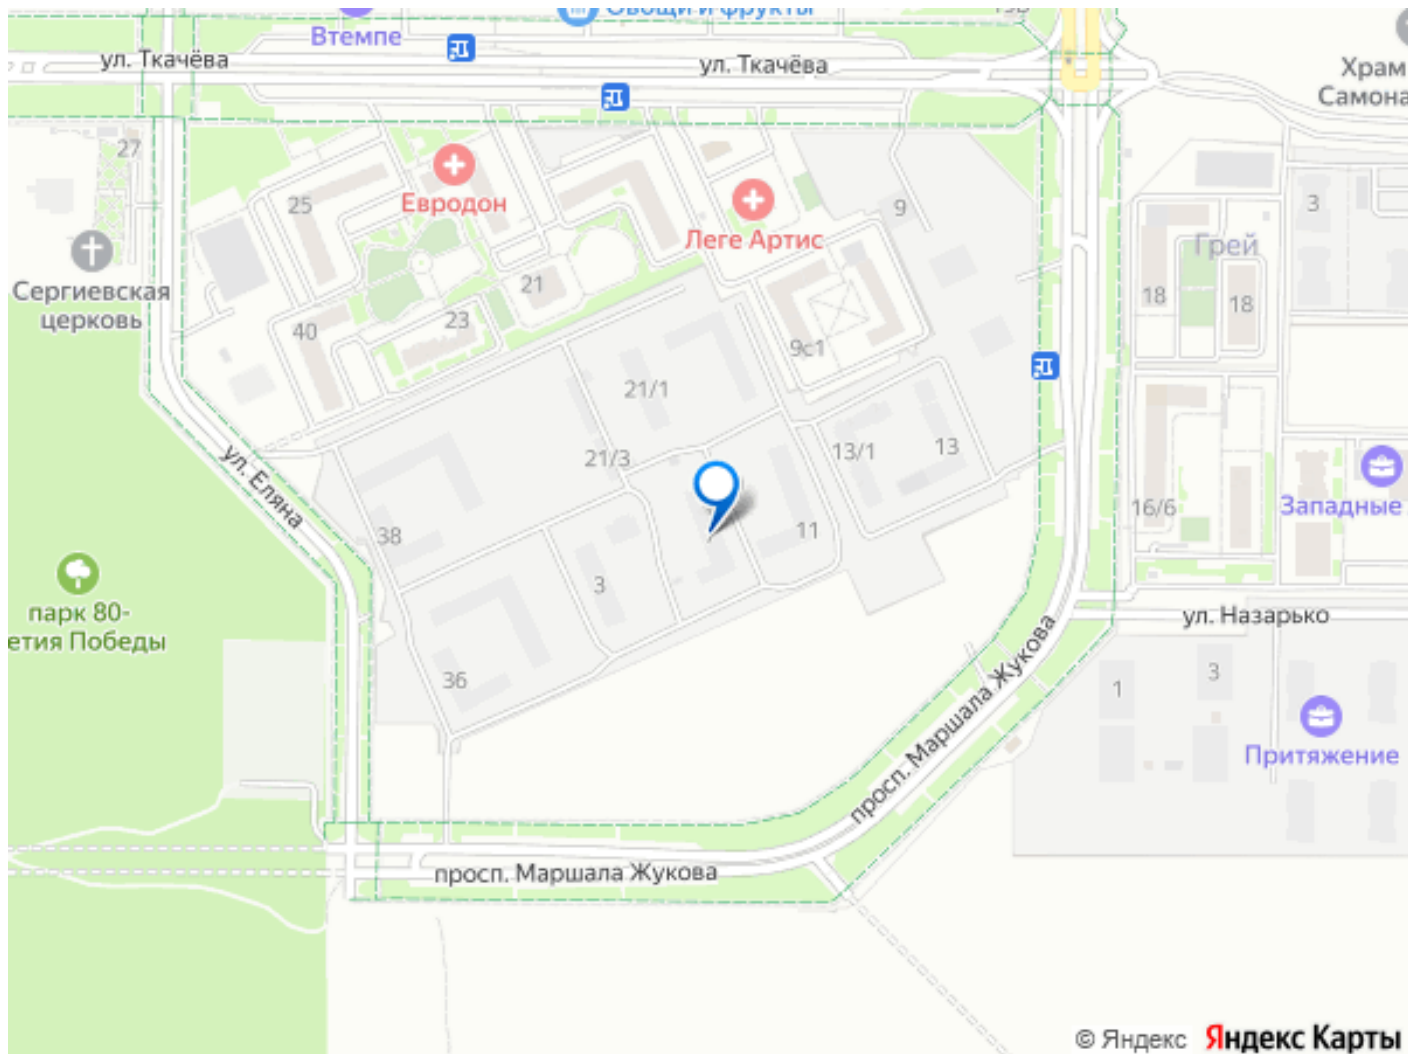 Овощи и фрукты
Втемпе
ул. Ткачёва
ул. Ткачёва
Храм
Самона
27
25
Евродон
Леге Артис
9
3
Грей
Сергиевская
церковь
21
18
18
40
23
9с1
21/1
21/3
13/1
13
ул. Еляна
38
11
16/6
Западные
3
парк 80-
етия Победы
ул. Назарько
36
просп. Маршала Жукова
1
3
Притяжение
просп. Маршала Жукова
© Яндекс Яндекс Карты